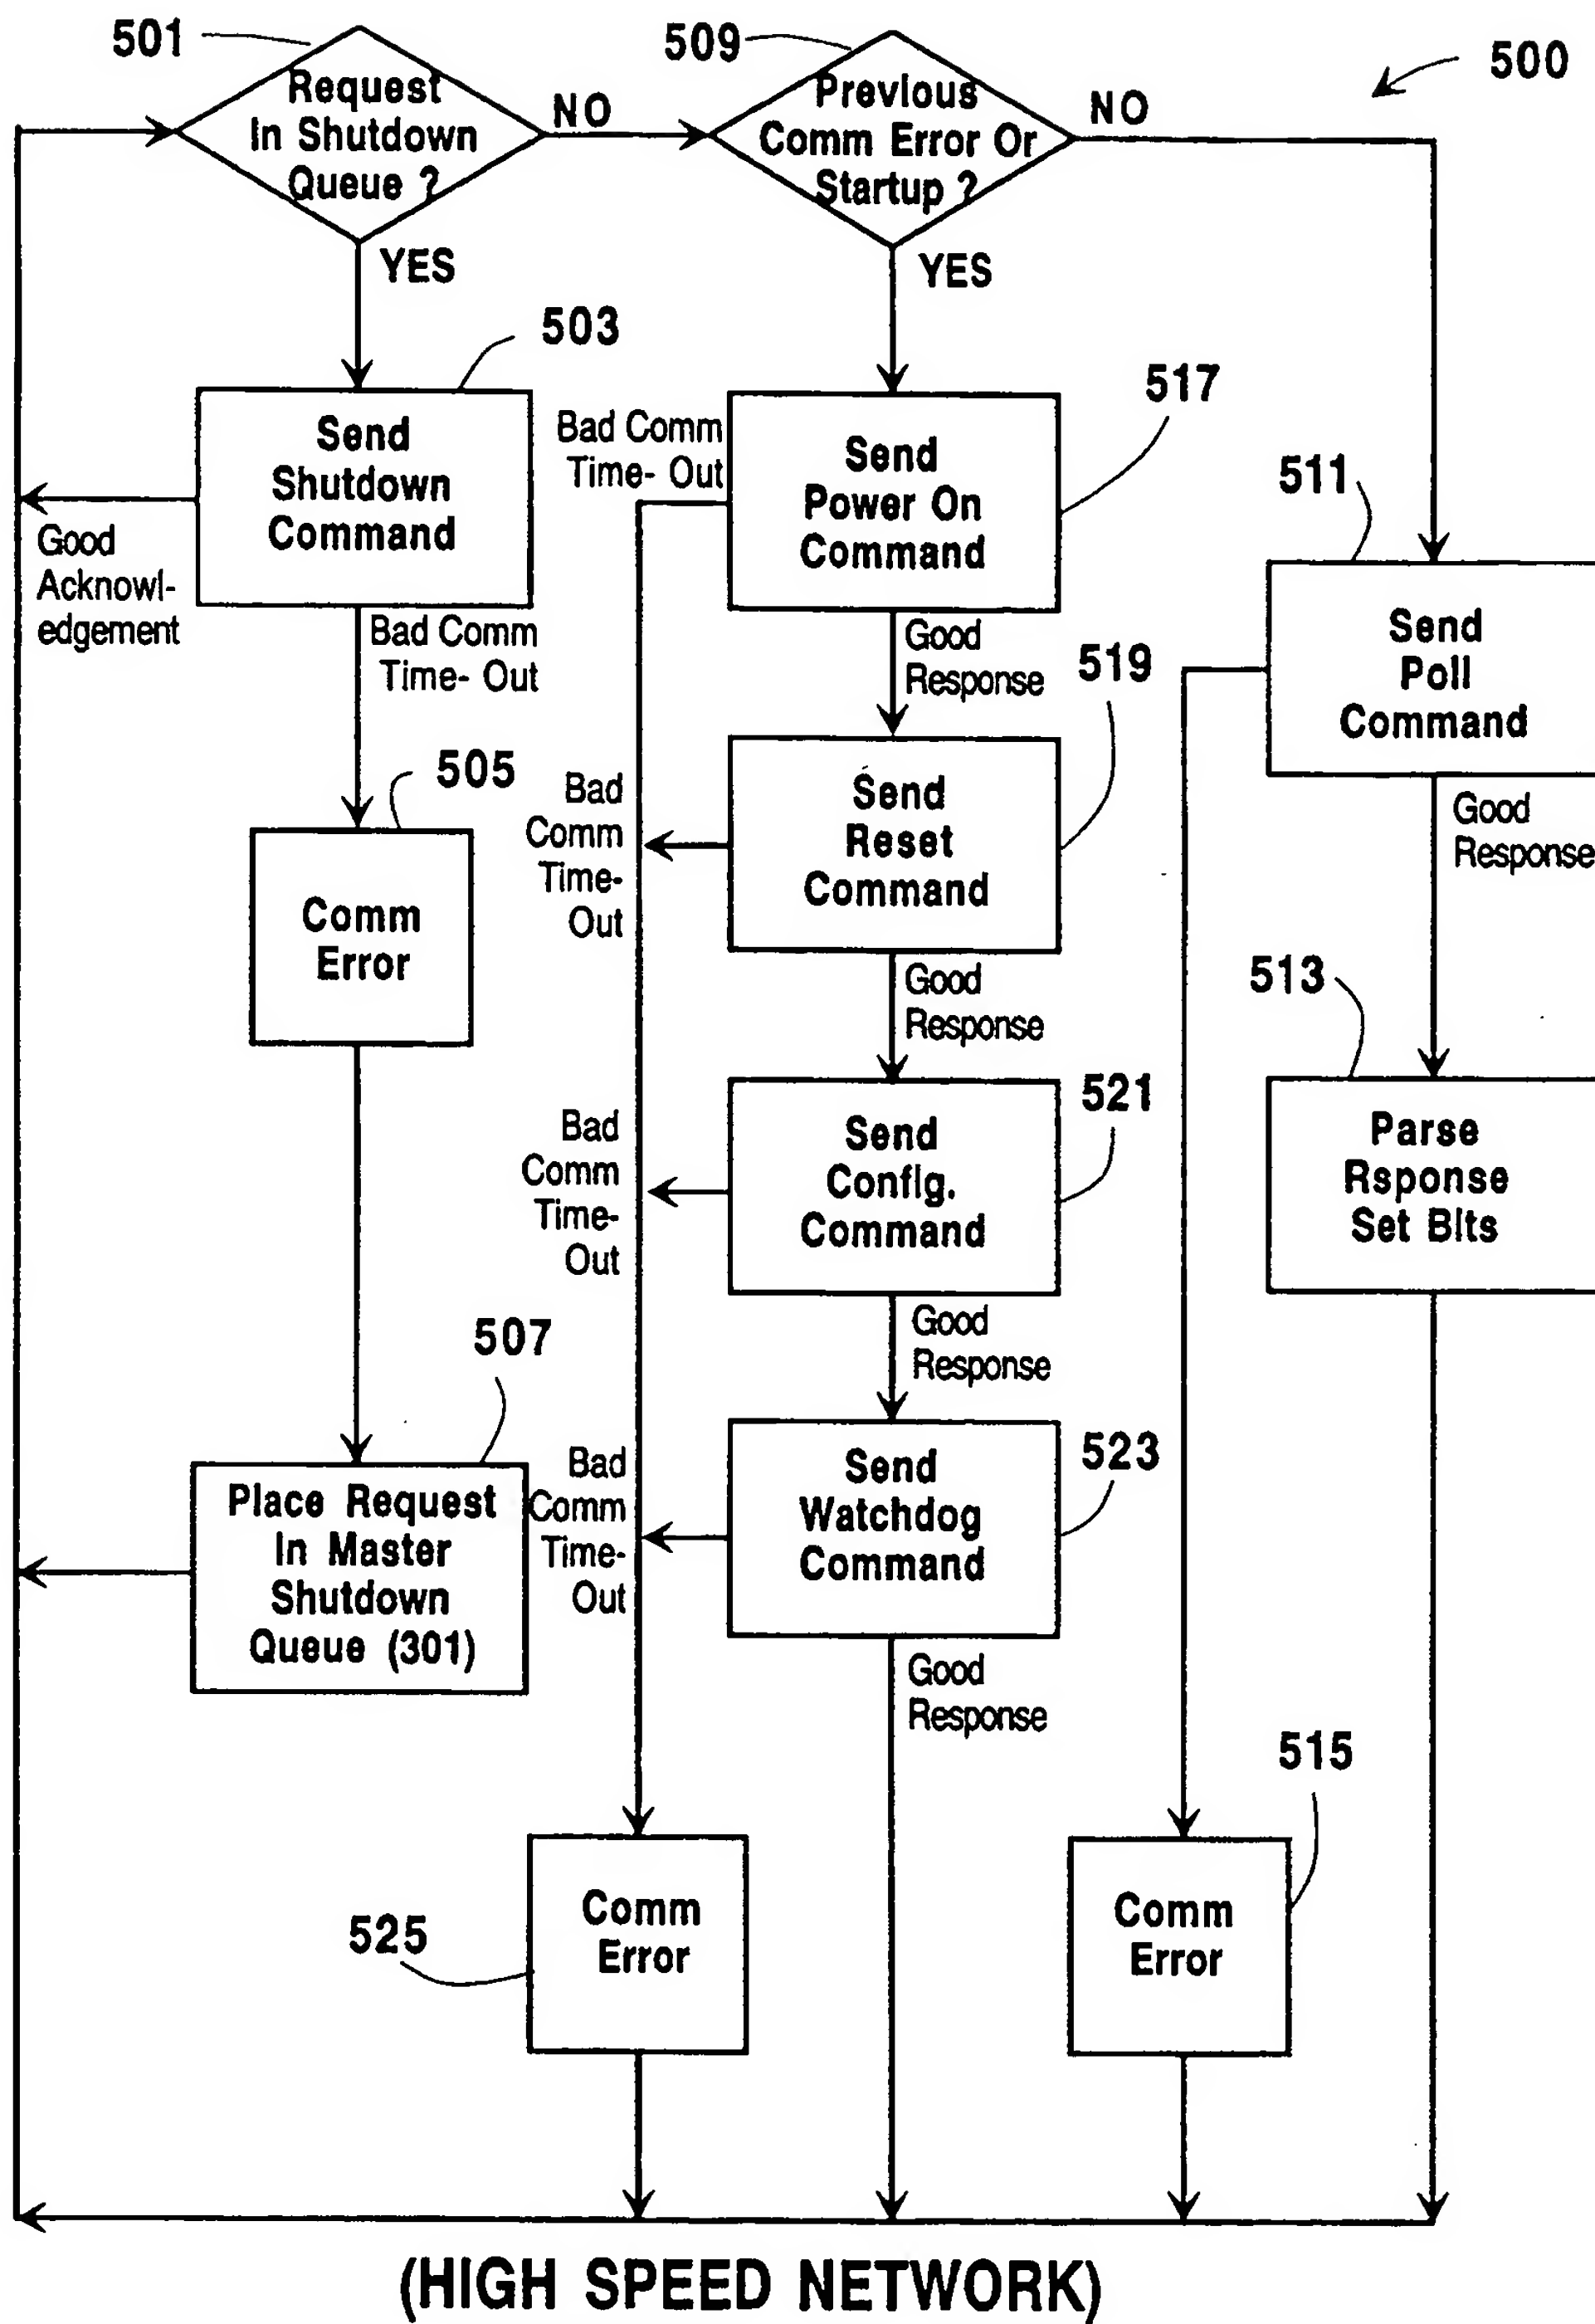 501
Request
In Shutdown
Queue ?
NO
YES
509
Previous
Comm Error Or
Startup ?
NO
YES
500
503
Send
Shutdown
Command
Good
Acknowl-
edgement
Bad Comm
Time- Out
505
Comm
Error
507
Place Request
In Master
Shutdown
Queue (301)
Bad Comm
Time- Out
517
Send
Power On
Command
Good
Response
519
Send
Reset
Command
Bad
Comm
Time-
Out
Good
Response
521
Send
Config.
Command
Bad
Comm
Time-
Out
Good
Response
523
Send
Watchdog
Command
Bad
Comm
Time-
Out
Good
Response
525
Comm
Error
511
Send
Poll
Command
Good
Response
513
Parse
Rsponse
Set Bits
515
Comm
Error
(HIGH SPEED NETWORK)